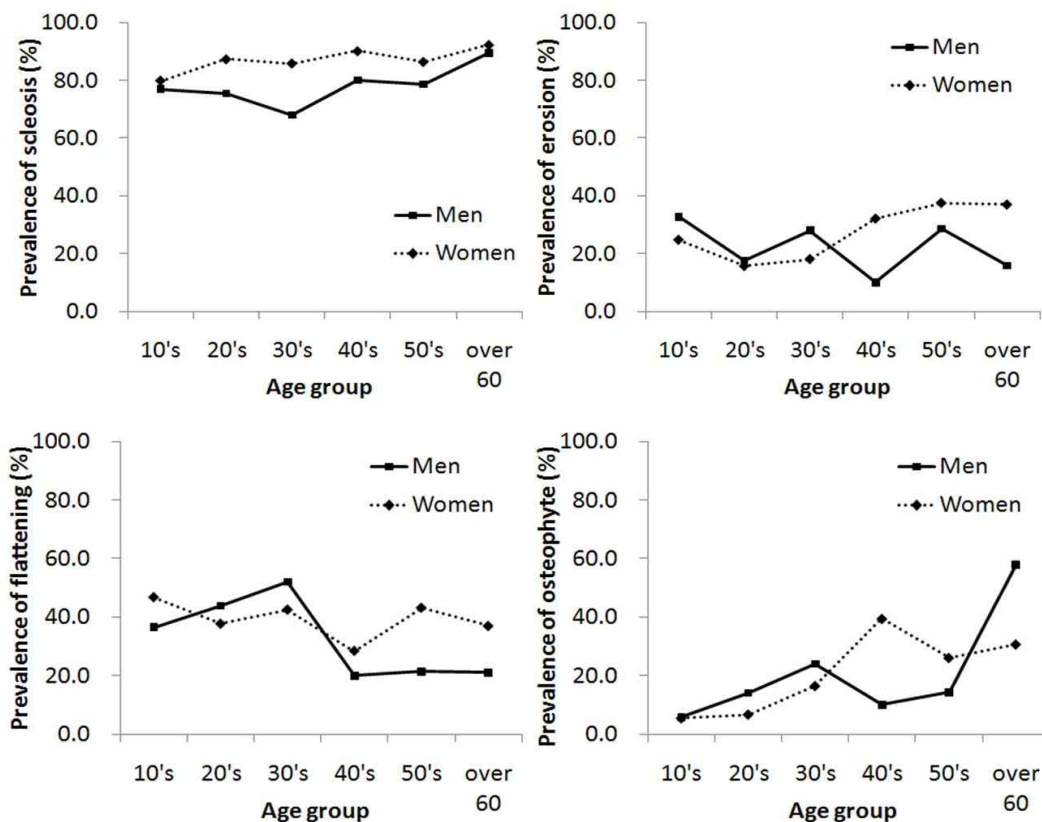 Prevalence of scleosis (%)
100.0
80.0
60.0
40.0
20.0
0.0
Men
Women
10's 20's 30's 40's 50's over
60
Age group
Prevalence of erosion (%)
100.0
80.0
60.0
40.0
20.0
0.0
Men
Women
10's 20's 30's 40's 50's over
60
Age group
Prevalence of flattening (%)
100.0
80.0
60.0
40.0
20.0
0.0
Men
Women
10's 20's 30's 40's 50's over
60
Age group
Prevalence of osteophyte (%)
100.0
80.0
60.0
40.0
20.0
0.0
Men
Women
10's 20's 30's 40's 50's over
60
Age group